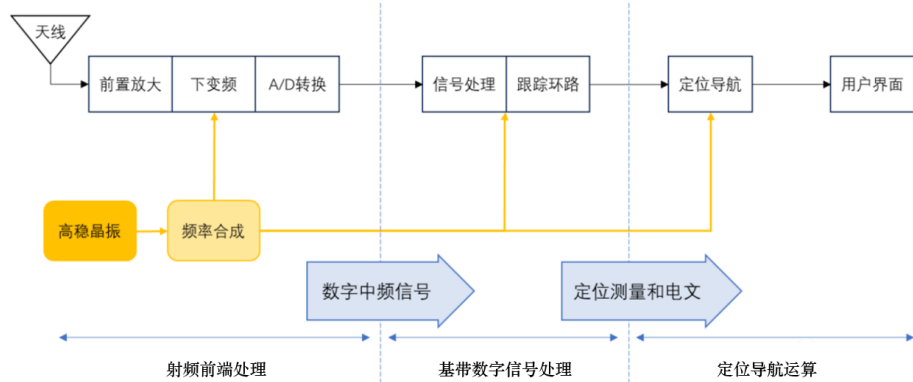 天线
前置放大 下变频 A/D转换
信号处理 跟踪环路
定位导航
用户界面
高稳晶振
频率合成
数字中频信号
定位测量和电文
射频前端处理
基带数字信号处理
定位导航运算